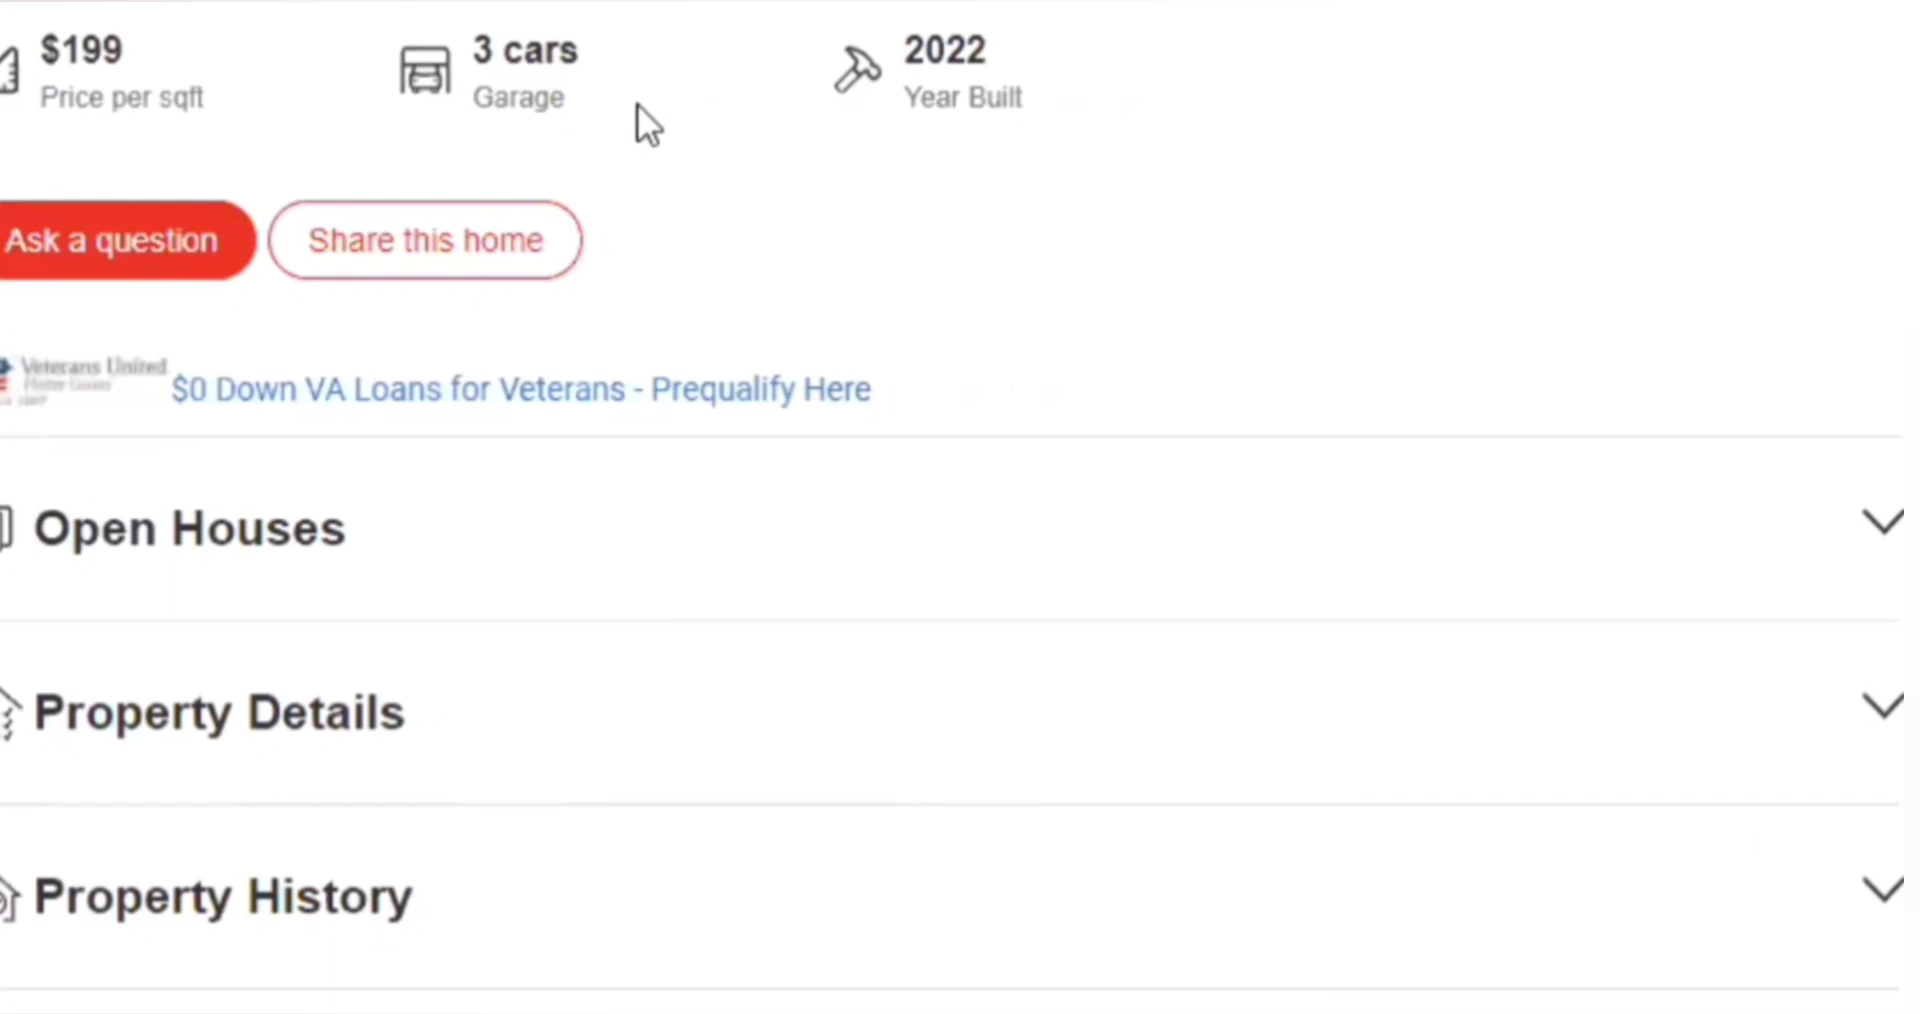 $199
Price per sqft
3 cars
Garage
2022
Year Built
Ask a question
Share this home
Veterans United
$0 Down VA Loans for Veterans - Prequalify Here
Open Houses
Property Details
Property History